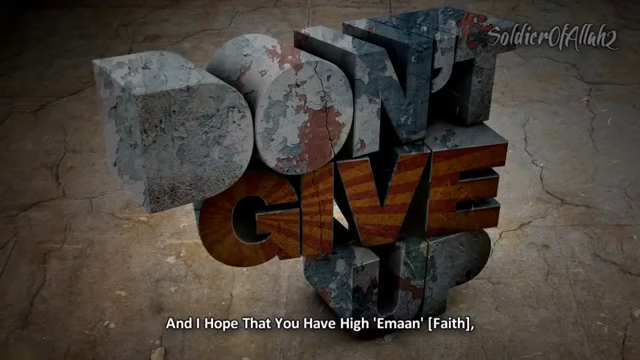 SoldierOfAllah2
DON'T
GIVE
UP
And I Hope That You Have High 'Emaan' [Faith],